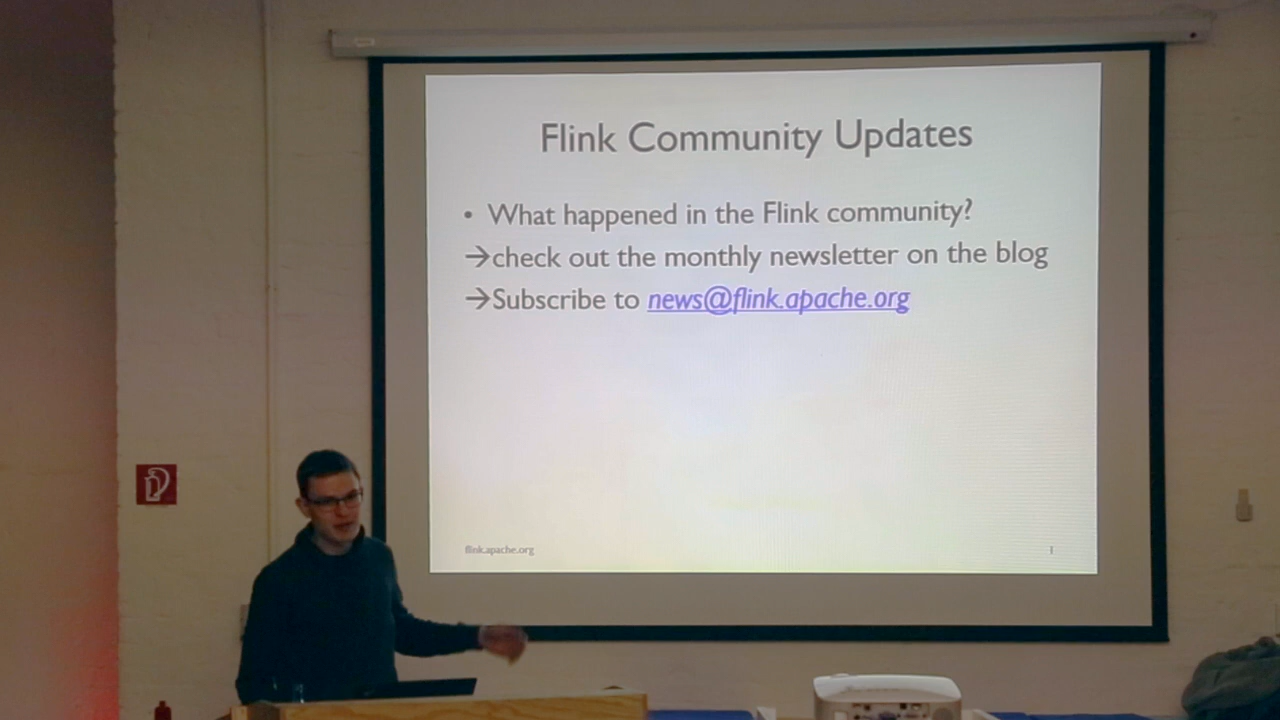 Flink Community Updates
• What happened in the Flink community?
→check out the monthly newsletter on the blog
→Subscribe to news@flink.apache.org
flink.apache.org
1